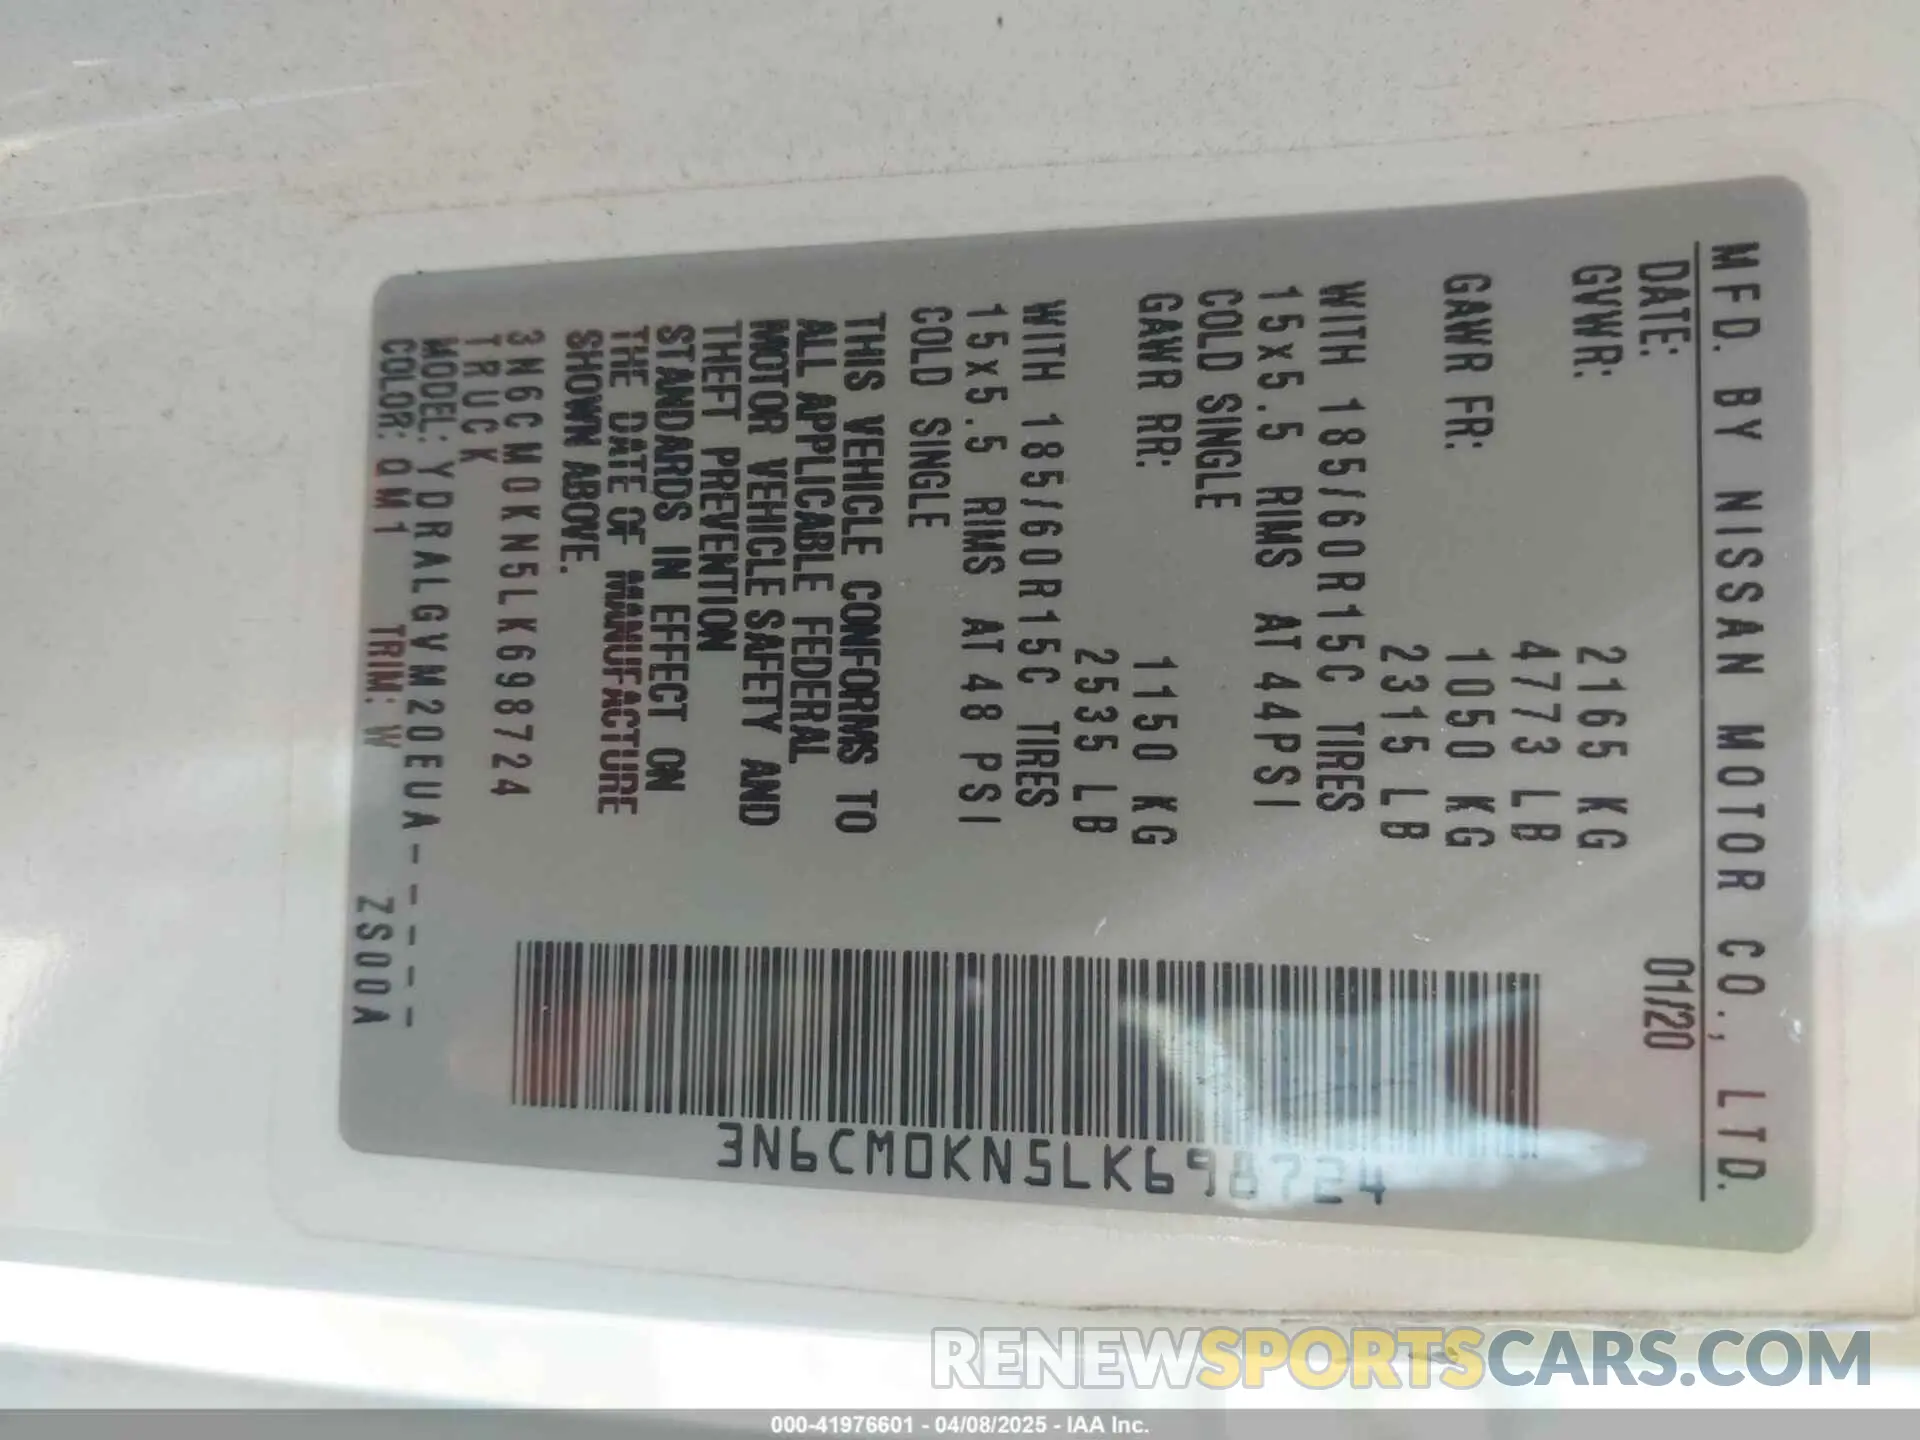 MFD. BY NISSAN MOTOR CO., LTD.
DATE: 01/20
GVWR: 2165 KG
4773 LB
GAWR FR: 1050 KG
2315 LB
WITH 185/60R15C TIRES
15x5.5 RIMS AT 44PSI
COLD SINGLE
GAWR RR: 1150 KG
2535 LB
WITH 185/60R15C TIRES
15x5.5 RIMS AT 48 PSI
COLD SINGLE
THIS VEHICLE CONFORMS TO
ALL APPLICABLE FEDERAL
MOTOR VEHICLE SAFETY AND
THEFT PREVENTION
STANDARDS IN EFFECT ON
THE DATE OF MANUFACTURE
SHOWN ABOVE.
3N6CM0KN5LK698724
TRUCK
MODEL: YDRALGVM20EUA-----
COLOR: QM1 TRIM: W ZS00A
3N6CM0KN5LK698724
RENEWSPORTSCARS.COM
000-41976601 - 04/08/2025 - IAA Inc.